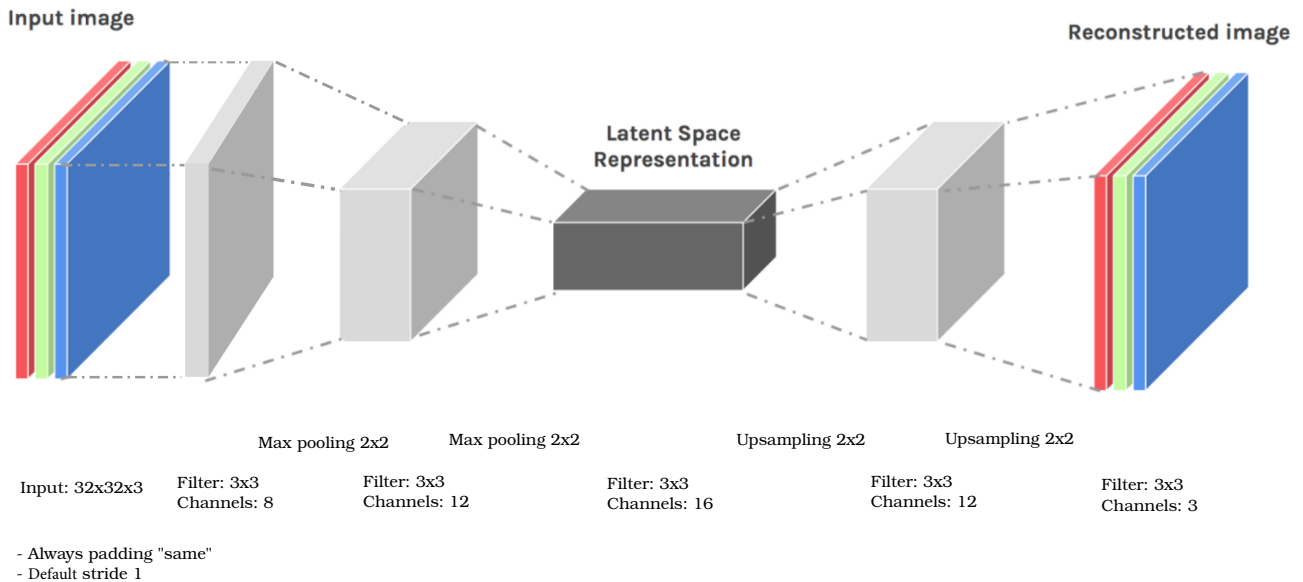 Input image
Reconstructed image
Latent Space
Representation
Max pooling 2x2
Max pooling 2x2
Upsampling 2x2
Upsampling 2x2
Input: 32x32x3
Filter: 3x3
Channels: 8
Filter: 3x3
Channels: 12
Filter: 3x3
Channels: 16
Filter: 3x3
Channels: 12
Filter: 3x3
Channels: 3
- Always padding "same"
- Default stride 1